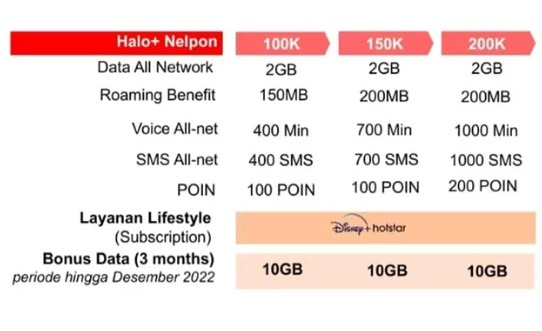 Halo+ Nelpon 100K 150K 200K
Data All Network 2GB 2GB 2GB
Roaming Benefit 150MB 200MB 200MB
Voice All-net 400 Min 700 Min 1000 Min
SMS All-net 400 SMS 700 SMS 1000 SMS
POIN 100 POIN 100 POIN 200 POIN
Layanan Lifestyle
(Subscription)
Disney+ hotstar
Bonus Data (3 months)
periode hingga Desember 2022
10GB 10GB 10GB